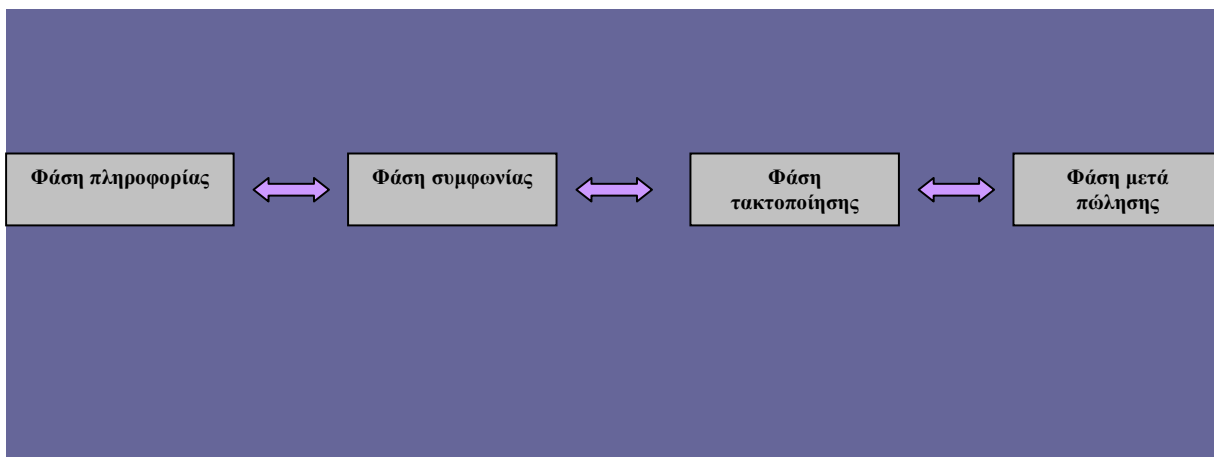 Φάση πληροφορίας
Φάση συμφωνίας
Φάση
τακτοποίησης
Φάση μετά
πώλησης